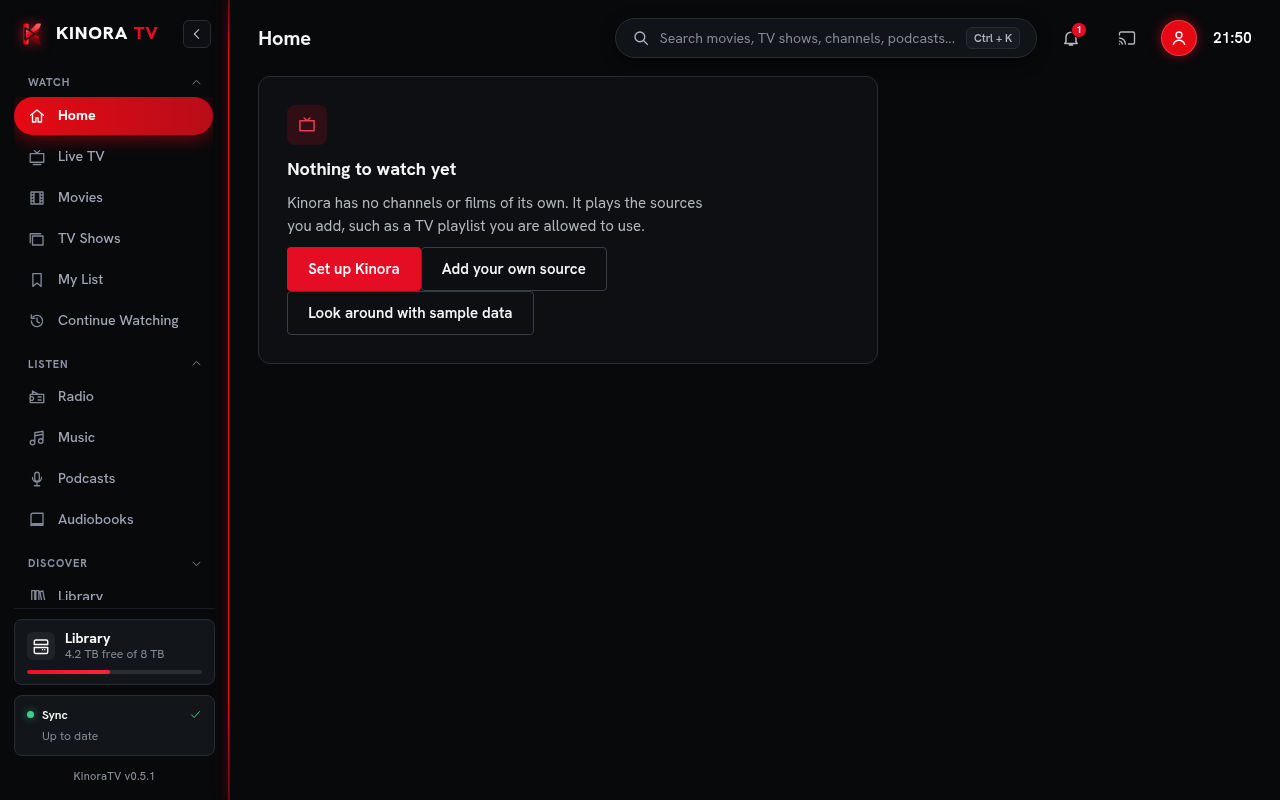 KINORA TV
WATCH
Home
Live TV
Movies
TV Shows
My List
Continue Watching
LISTEN
Radio
Music
Podcasts
Audiobooks
DISCOVER
Library
Library
4.2 TB free of 8 TB
Sync
Up to date
KinoraTV v0.5.1
Home
Search movies, TV shows, channels, podcasts...
Ctrl + K
1
21:50
Nothing to watch yet
Kinora has no channels or films of its own. It plays the sources
you add, such as a TV playlist you are allowed to use.
Set up Kinora
Add your own source
Look around with sample data